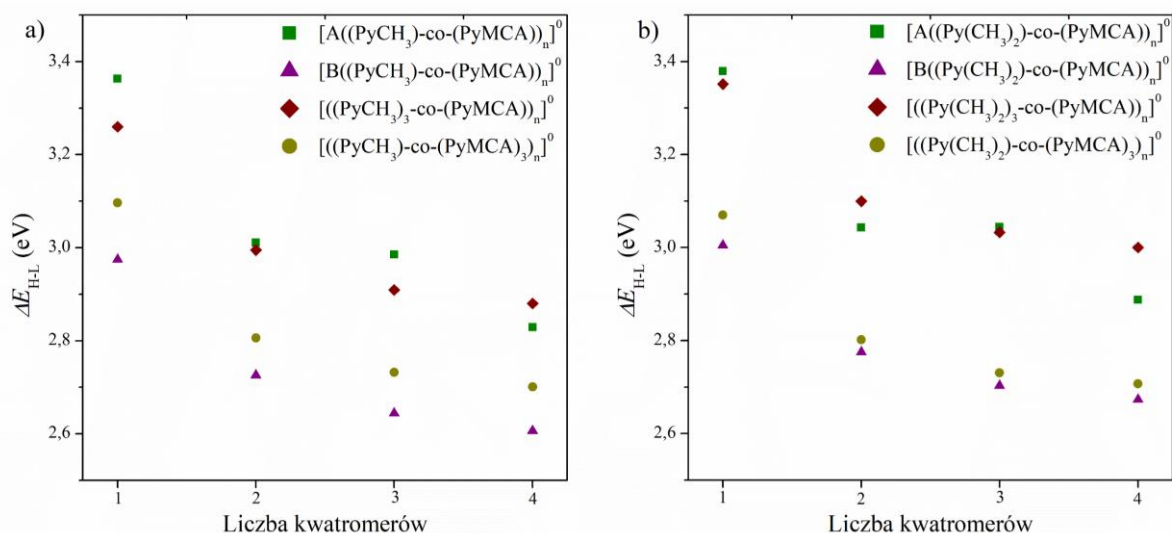 a)
[A((PyCH₃)-co-(PyMCA))ₙ]⁰
[B((PyCH₃)-co-(PyMCA))ₙ]⁰
[((PyCH₃)₃-co-(PyMCA))ₙ]⁰
[((PyCH₃)-co-(PyMCA)₃)ₙ]⁰
3,4
3,2
3,0
2,8
2,6
ΔE_H-L (eV)
1 2 3 4
Liczba kwatromerów
b)
[A((Py(CH₃)₂)-co-(PyMCA))ₙ]⁰
[B((Py(CH₃)₂)-co-(PyMCA))ₙ]⁰
[((Py(CH₃)₂)₃-co-(PyMCA))ₙ]⁰
[((Py(CH₃)₂)-co-(PyMCA)₃)ₙ]⁰
3,4
3,2
3,0
2,8
2,6
ΔE_H-L (eV)
1 2 3 4
Liczba kwatromerów